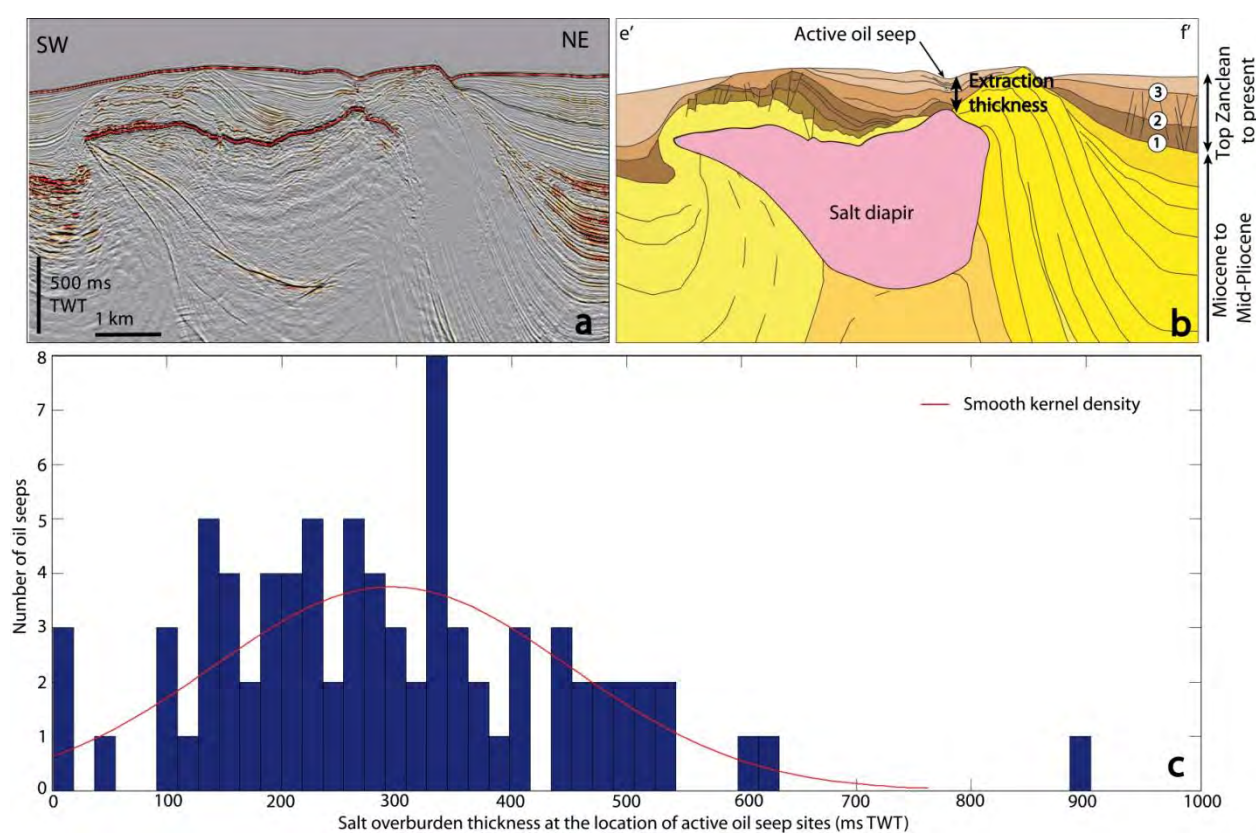 SW
NE
500 ms
TWT
1 km
a
e'
f'
Active oil seep
Extraction
thickness
3
2
1
Salt diapir
Top Zanclean
to present
Miocene to
Mid-Pliocene
b
8
7
6
5
4
3
2
1
0
Number of oil seeps
Smooth kernel density
c
0 100 200 300 400 500 600 700 800 900 1000
Salt overburden thickness at the location of active oil seep sites (ms TWT)